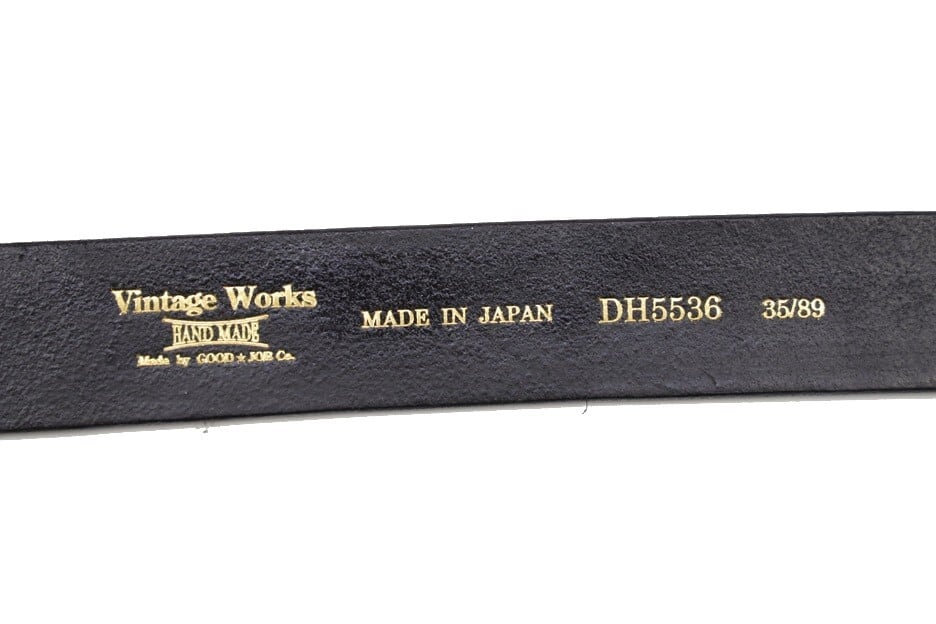 Vintage Works
HAND MADE
Made by GOOD★JOB Co.
MADE IN JAPAN
DH5536
35/89